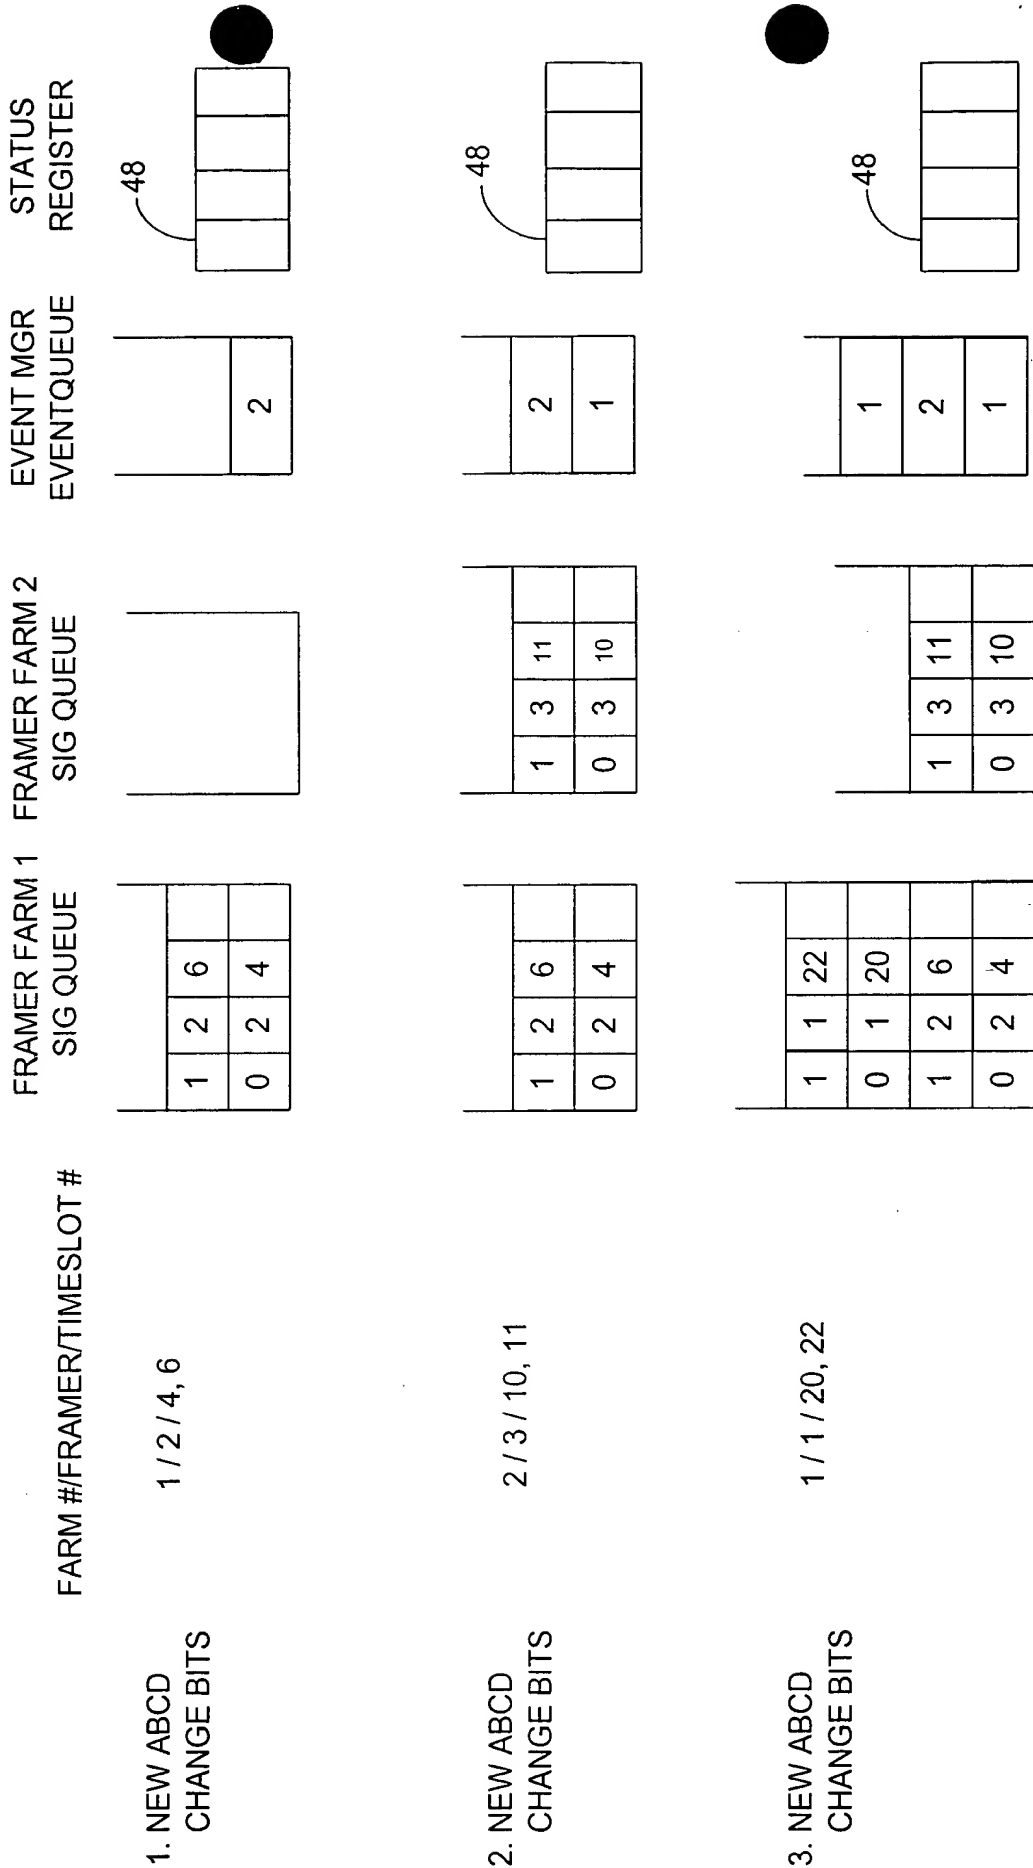 FARM #/FRAMER/TIMESLOT #
FRAMER FARM 1
SIG QUEUE
FRAMER FARM 2
SIG QUEUE
EVENT MGR
EVENTQUEUE
STATUS
REGISTER
1. NEW ABCD
CHANGE BITS
1 / 2 / 4, 6
1 2 6
0 2 4
2
48
2. NEW ABCD
CHANGE BITS
2 / 3 / 10, 11
1 2 6
0 2 4
1 3 11
0 3 10
2
1
48
3. NEW ABCD
CHANGE BITS
1 / 1 / 20, 22
1 1 22
0 1 20
1 2 6
0 2 4
1 3 11
0 3 10
1
2
1
48